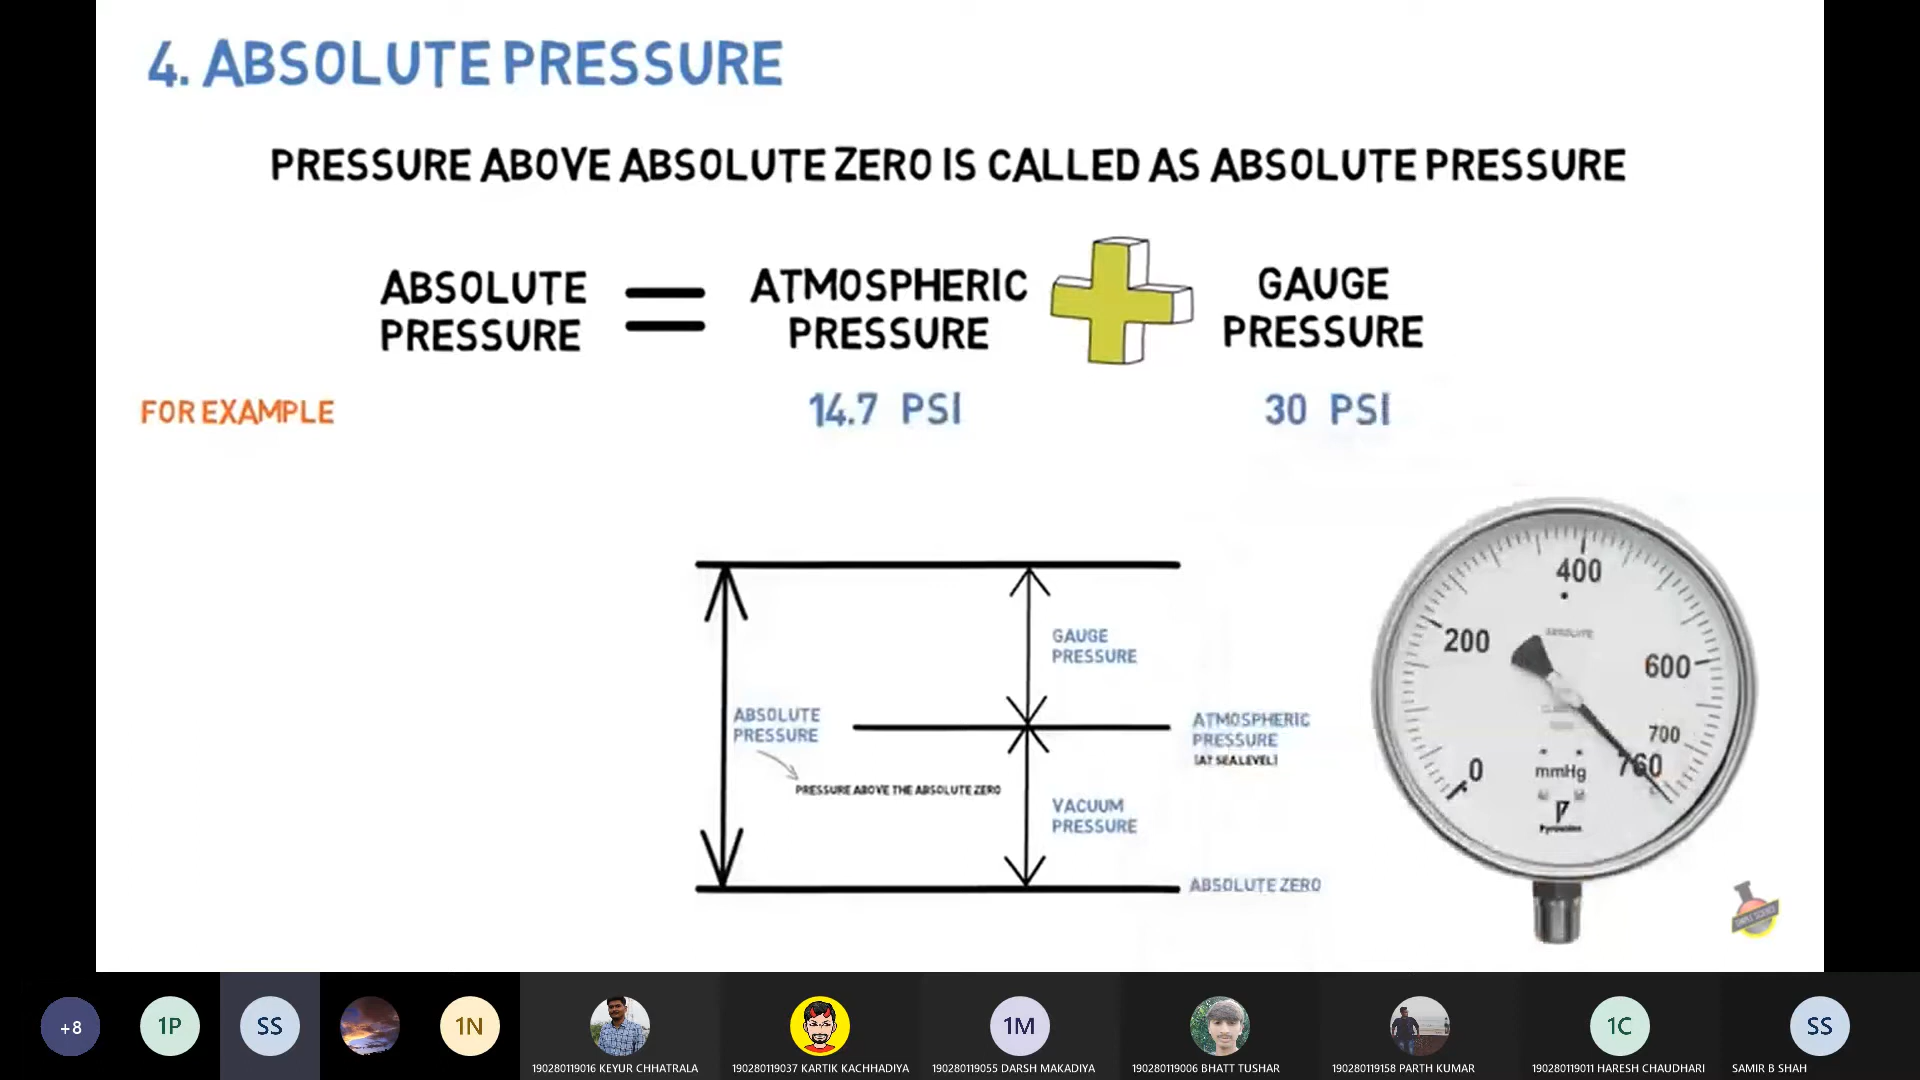 4. ABSOLUTE PRESSURE
PRESSURE ABOVE ABSOLUTE ZERO IS CALLED AS ABSOLUTE PRESSURE
ABSOLUTE
PRESSURE
ATMOSPHERIC
PRESSURE
GAUGE
PRESSURE
FOR EXAMPLE
14.7 PSI
30 PSI
GAUGE
PRESSURE
ABSOLUTE
PRESSURE
PRESSURE ABOVE THE ABSOLUTE ZERO
ATMOSPHERIC
PRESSURE
(AT SEA LEVEL)
VACUUM
PRESSURE
ABSOLUTE ZERO
400
ABSOLUTE
200
600
700
760
0
mmHg
SIMPLE SCIENCE
+8
1P
SS
1N
1M
1C
SS
190280119016 KEYUR CHHATRALA
190280119037 KARTIK KACHHADIYA
190280119055 DARSH MAKADIYA
190280119006 BHATT TUSHAR
190280119158 PARTH KUMAR
190280119011 HARESH CHAUDHARI
SAMIR B SHAH